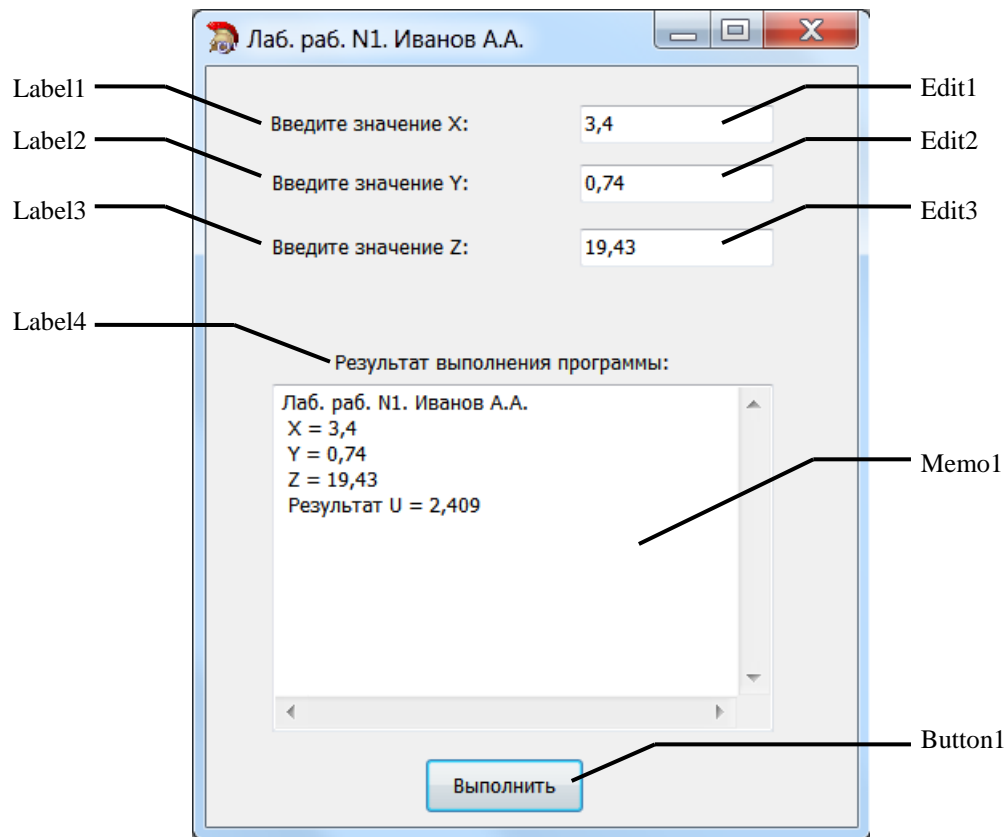 Лаб. раб. N1. Иванов А.А.
Label1
Edit1
Введите значение X:
3,4
Label2
Edit2
Введите значение Y:
0,74
Label3
Edit3
Введите значение Z:
19,43
Label4
Результат выполнения программы:
Лаб. раб. N1. Иванов А.А.
X = 3,4
Y = 0,74
Memo1
Z = 19,43
Результат U = 2,409
Button1
Выполнить